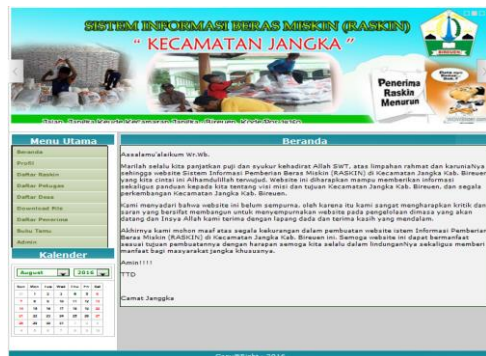 SISTEM INFORMASI BERAS MISKIN (RASKIN)
" KECAMATAN JANGKA "
BIREUEN
Penerima
Raskin
Menurun
Menu Utama
Beranda
Profil
Daftar Raskin
Daftar Petugas
Daftar Desa
Download File
Daftar Penerima
Buku Tamu
Admin
Kalender
August 2016
Sun Mon Tue Wed Thu Fri Sat
Beranda
Assalamu'alaikum Wr.Wb.
Marilah selalu kita panjatkan puji dan syukur kehadirat Allah SWT, atas limpahan rahmat dan karuniaNya
sehingga website Sistem Informasi Pemberian Beras Miskin (RASKIN) di Kecamatan Jangka Kab. Bireuen
yang kita cintai ini Alhamdulillah terwujud. Website ini diharapkan mampu memberikan informasi
sekaligus panduan kepada kita tentang visi misi dan tujuan Kecamatan Jangka Kab. Bireuen, dan segala
perkembangan Kecamatan Jangka Kab. Bireuen.
Kami menyadari bahwa website ini belum sempurna, oleh karena itu kami sangat mengharapkan kritik dan
saran yang bersifat membangun untuk menyempurnakan website pada pengelolaan dimasa yang akan
datang dan Insya Allah kami terima dengan lapang dada dan terima kasih yang mendalam.
Akhirnya kami mohon maaf atas segala kekurangan dalam pembuatan website istem Informasi Pemberian
Beras Miskin (RASKIN) di Kecamatan Jangka Kab. Bireuen ini. Semoga website ini dapat bermanfaat
sesuai tujuan pembuatannya dengan harapan semoga kita selalu dalam lindunganNya sekaligus memberi
manfaat bagi masyarakat jangka khususnya.
Amin!!!!
TTD
Camat Janggka